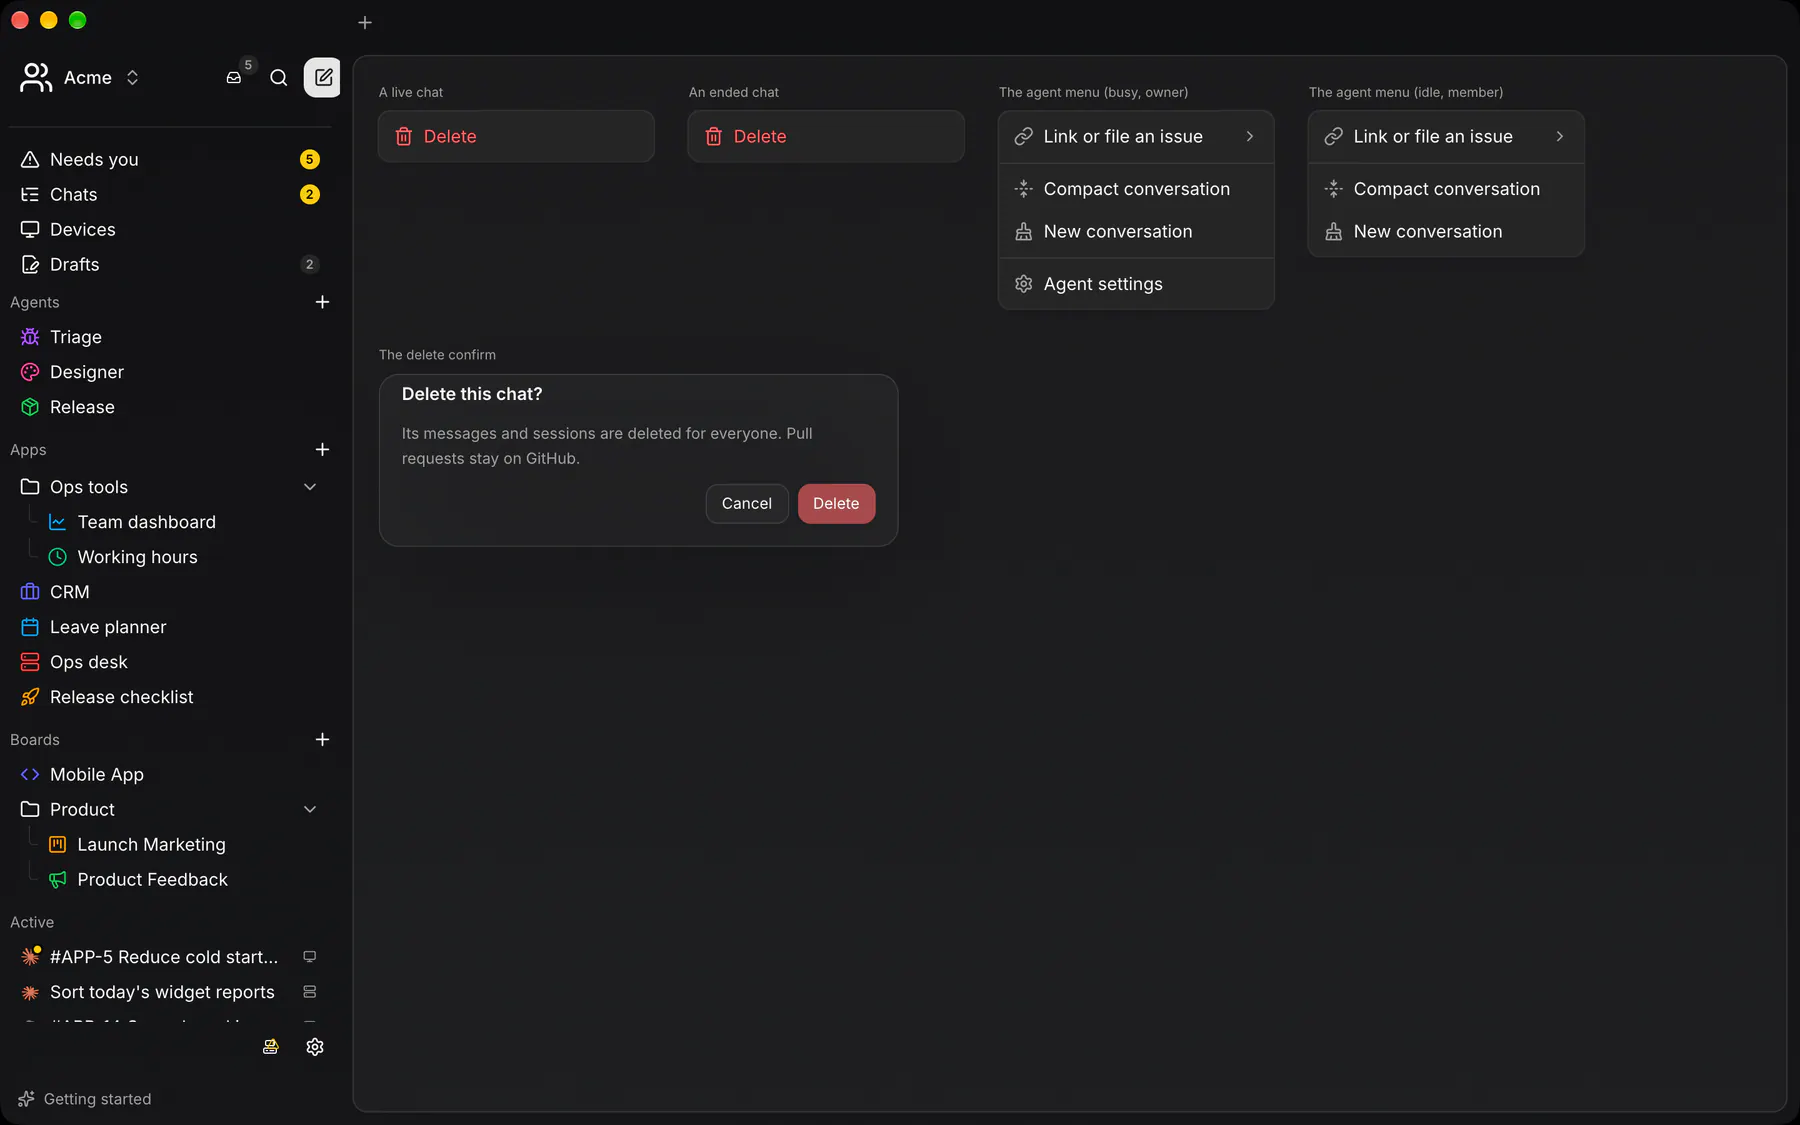 Acme
5
Needs you
5
Chats
2
Devices
Drafts
2
Agents
Triage
Designer
Release
Apps
Ops tools
Team dashboard
Working hours
CRM
Leave planner
Ops desk
Release checklist
Boards
Mobile App
Product
Launch Marketing
Product Feedback
Active
#APP-5 Reduce cold start...
Sort today's widget reports
Getting started
A live chat
Delete
An ended chat
Delete
The agent menu (busy, owner)
Link or file an issue
Compact conversation
New conversation
Agent settings
The agent menu (idle, member)
Link or file an issue
Compact conversation
New conversation
The delete confirm
Delete this chat?
Its messages and sessions are deleted for everyone. Pull
requests stay on GitHub.
Cancel
Delete